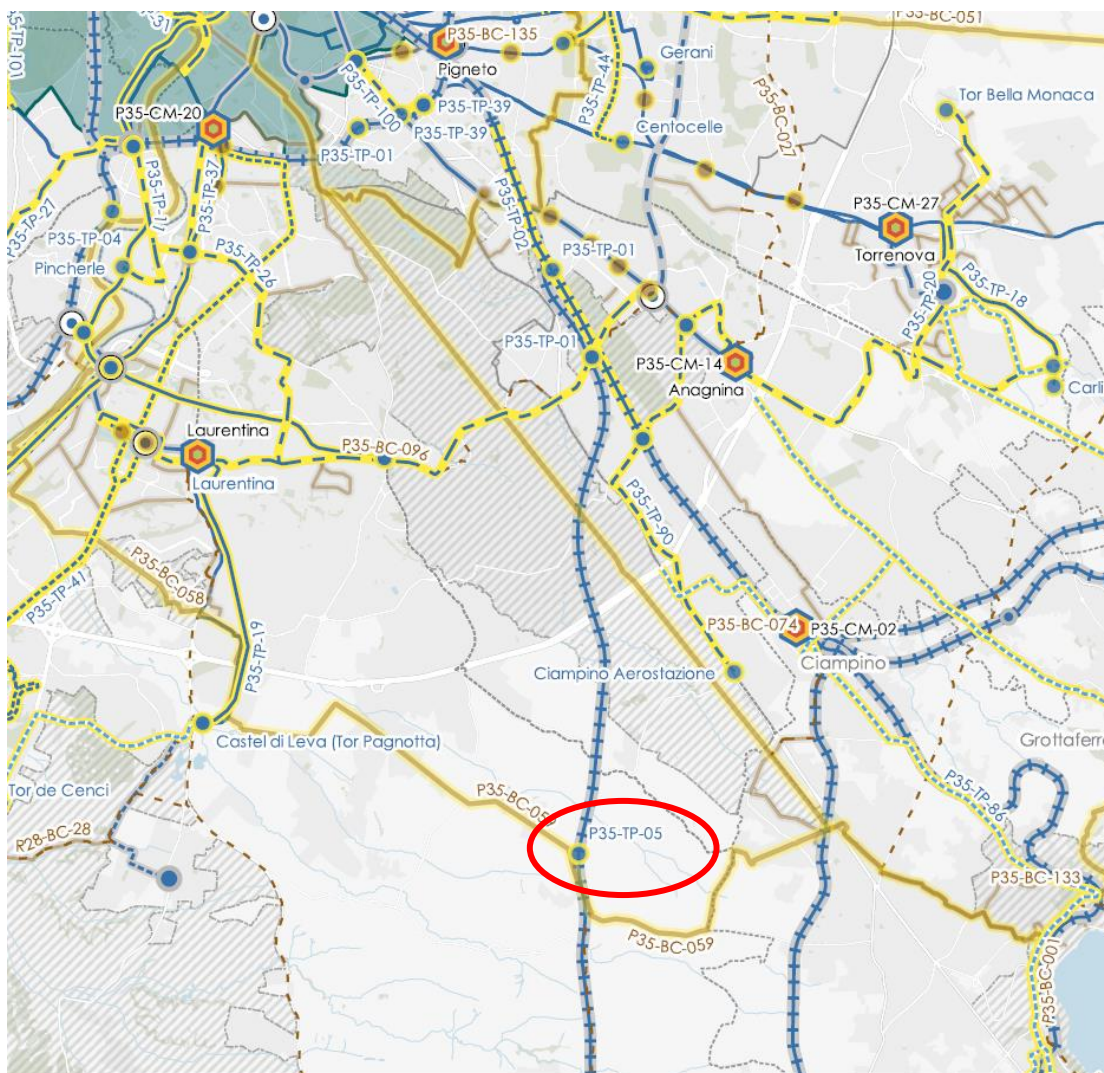 P35-BC-051
P35-BC-135
Pigneto
Gerani
P35-TP-44
Tor Bella Monaca
P35-BC-027
P35-CM-20
P35-TP-100
P35-TP-39
P35-TP-39
Centocelle
P35-TP-01
P35-TP-37
P35-TP-27
P35-TP-02
P35-CM-27
P35-TP-04
P35-TP-26
P35-TP-01
Torrenova
Pincherle
P35-TP-20
P35-TP-18
P35-TP-01
P35-CM-14
Anagnina
Carli
Laurentina
P35-BC-096
Laurentina
P35-TP-90
P35-BC-058
P35-TP-41
P35-TP-19
P35-BC-074
P35-CM-02
Ciampino
Ciampino Aerostazione
Castel di Leva (Tor Pagnotta)
Grottaferr
Tor de Cenci
P35-TP-86
P35-TP-05
R28-BC-28
P35-BC-133
P35-BC-059
P35-BC-001